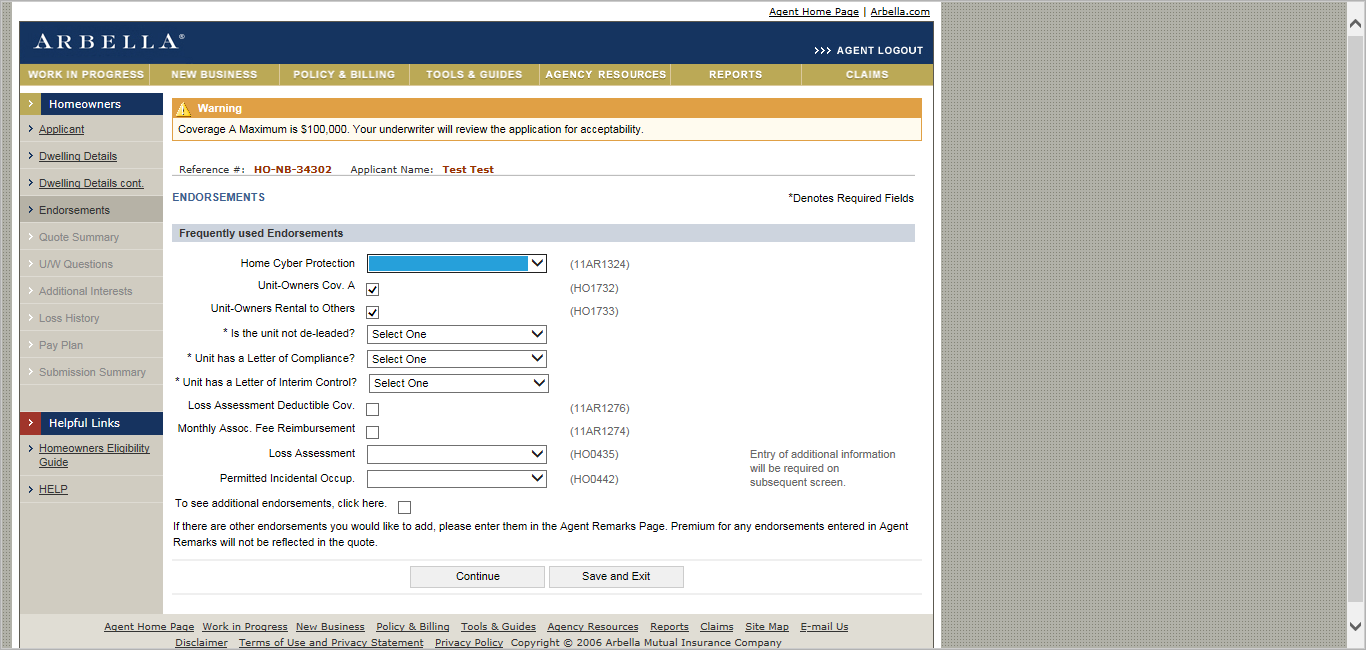 Agent Home Page | Arbella.com
ARBELLA®
>>> AGENT LOGOUT
WORK IN PROGRESS NEW BUSINESS POLICY & BILLING TOOLS & GUIDES AGENCY RESOURCES REPORTS CLAIMS
Homeowners
Applicant
Dwelling Details
Dwelling Details cont.
Endorsements
Quote Summary
U/W Questions
Additional Interests
Loss History
Pay Plan
Submission Summary
Helpful Links
Homeowners Eligibility
Guide
HELP
Warning
Coverage A Maximum is $100,000. Your underwriter will review the application for acceptability.
Reference #: HO-NB-34302 Applicant Name: Test Test
ENDORSEMENTS
*Denotes Required Fields
Frequently used Endorsements
Home Cyber Protection (11AR1324)
Unit-Owners Cov. A (HO1732)
Unit-Owners Rental to Others (HO1733)
* Is the unit not de-leaded? Select One
* Unit has a Letter of Compliance? Select One
* Unit has a Letter of Interim Control? Select One
Loss Assessment Deductible Cov. (11AR1276)
Monthly Assoc. Fee Reimbursement (11AR1274)
Loss Assessment (HO0435)
Entry of additional information
will be required on
subsequent screen.
Permitted Incidental Occup. (HO0442)
To see additional endorsements, click here.
If there are other endorsements you would like to add, please enter them in the Agent Remarks Page. Premium for any endorsements entered in Agent
Remarks will not be reflected in the quote.
Continue Save and Exit
Agent Home Page Work in Progress New Business Policy & Billing Tools & Guides Agency Resources Reports Claims Site Map E-mail Us
Disclaimer Terms of Use and Privacy Statement Privacy Policy Copyright © 2006 Arbella Mutual Insurance Company